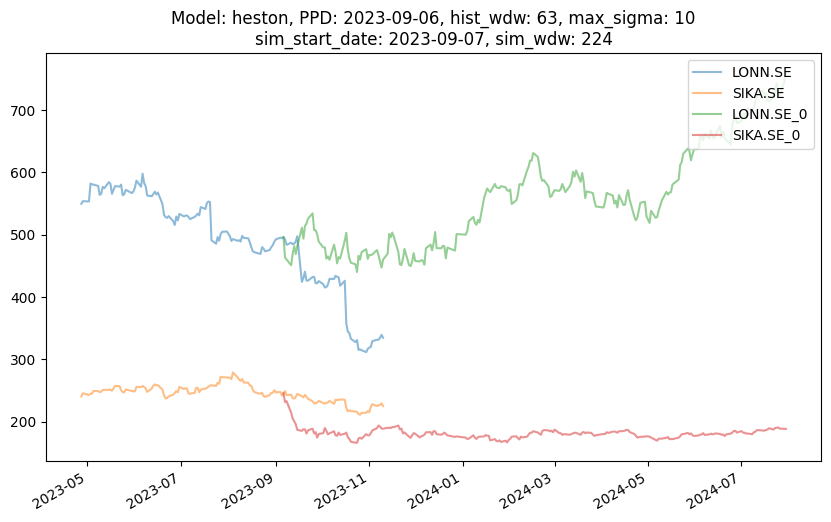 Model: heston, PPD: 2023-09-06, hist_wdw: 63, max_sigma: 10
sim_start_date: 2023-09-07, sim_wdw: 224
LONN.SE
SIKA.SE
LONN.SE_0
SIKA.SE_0
700
600
500
400
300
200
2023-05
2023-07
2023-09
2023-11
2024-01
2024-03
2024-05
2024-07